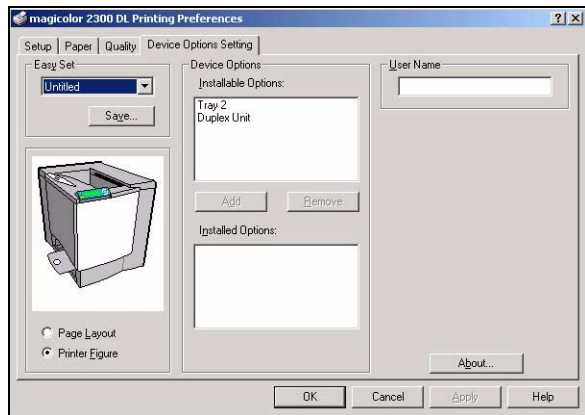 magicolor 2300 DL Printing Preferences
Setup
Paper
Quality
Device Options Setting
Easy Set
Untitled
Save...
Page Layout
Printer Figure
Device Options
Installable Options:
Tray 2
Duplex Unit
Add
Remove
Installed Options:
User Name
About...
OK
Cancel
Apply
Help